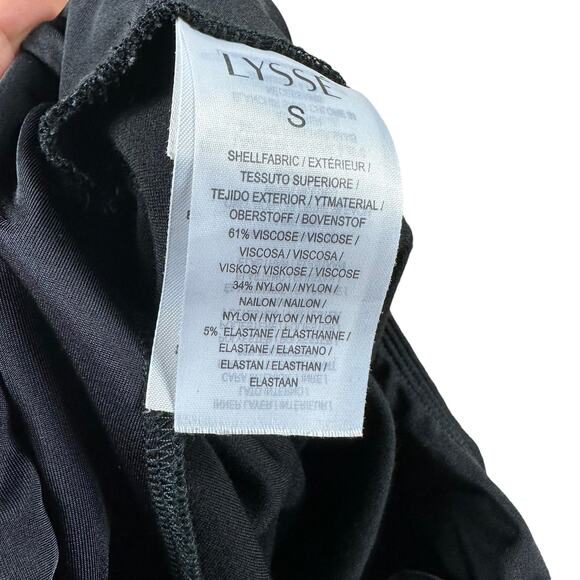 LYSSÉ
S
SHELLFABRIC / EXTÉRIEUR /
TESSUTO SUPERIORE /
TEJIDO EXTERIOR / YTMATERIAL /
OBERSTOFF / BOVENSTOF
61% VISCOSE / VISCOSE /
VISCOSA / VISCOSA /
VISKOS/ VISKOSE / VISCOSE
34% NYLON / NYLON /
NAILON / NAILON /
NYLON / NYLON / NYLON
5% ELASTANE / ÉLASTHANNE /
ELASTANE / ELASTANO /
ELASTAN / ELASTHAN /
ELASTAAN